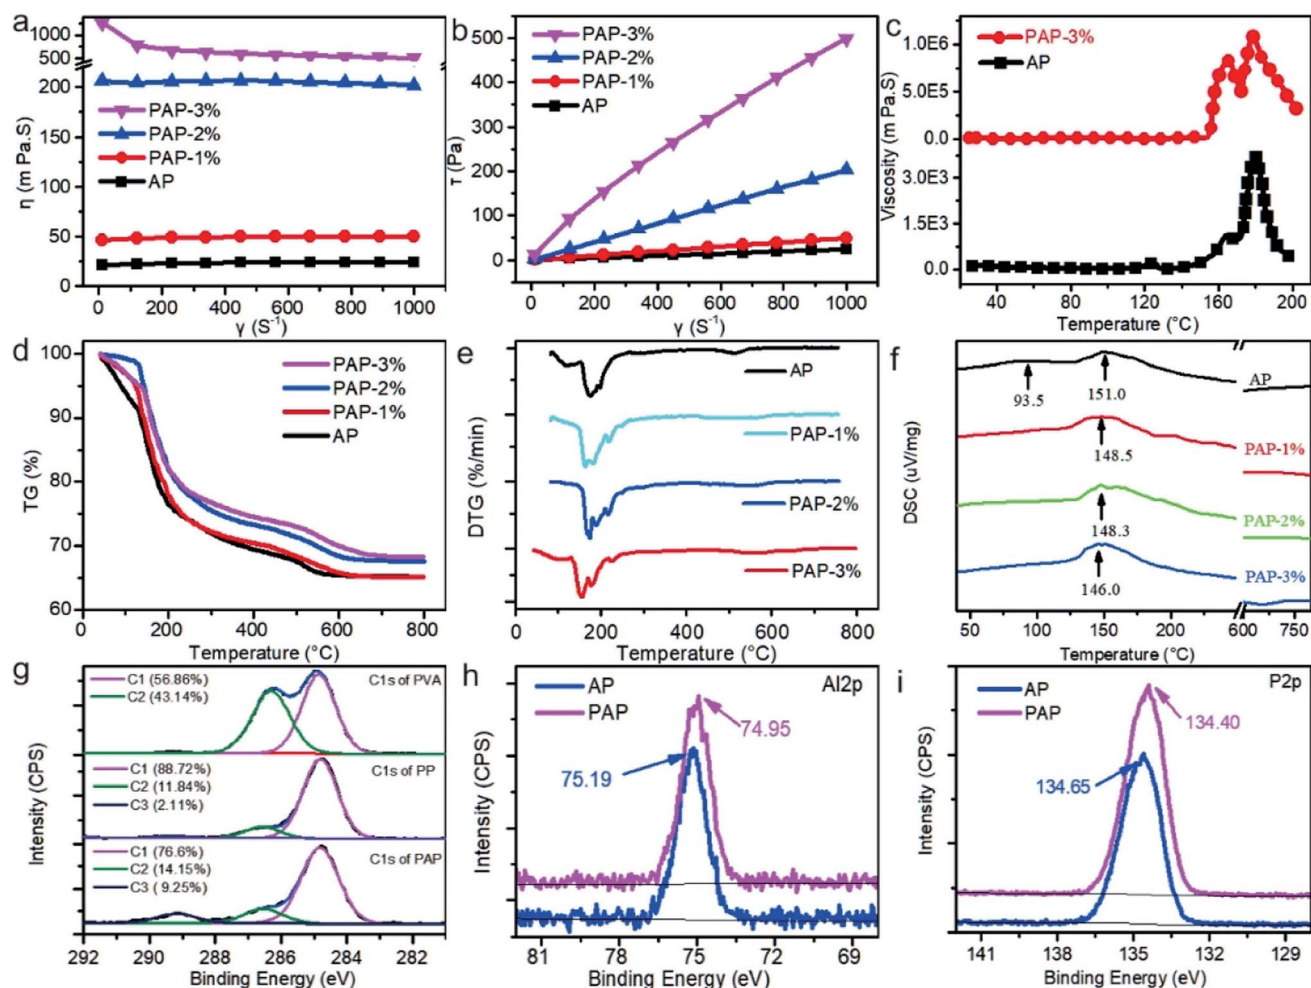 a
1000
500
200
150
100
50
0
η (m Pa.S)
PAP-3%
PAP-2%
PAP-1%
AP
0 200 400 600 800 1000
γ (S⁻¹)
b
500
400
300
200
100
0
τ (Pa)
PAP-3%
PAP-2%
PAP-1%
AP
0 200 400 600 800 1000
γ (S⁻¹)
c
PAP-3%
AP
1.0E6
5.0E5
0.0
3.0E3
1.5E3
0.0
Viscosity (m Pa.S)
40 80 120 160 200
Temperature (°C)
d
100
90
80
70
60
TG (%)
PAP-3%
PAP-2%
PAP-1%
AP
0 200 400 600 800
Temperature (°C)
e
DTG (%/min)
AP
PAP-1%
PAP-2%
PAP-3%
0 200 400 600 800
Temperature (°C)
f
DSC (uV/mg)
AP
93.5
151.0
PAP-1%
148.5
PAP-2%
148.3
PAP-3%
146.0
50 100 150 200 600 750
Temperature (°C)
g
C1 (56.86%)
C2 (43.14%)
C1s of PVA
C1 (88.72%)
C2 (11.84%)
C3 (2.11%)
C1s of PP
C1 (76.6%)
C2 (14.15%)
C3 ( 9.25%)
C1s of PAP
Intensity (CPS)
292 290 288 286 284 282
Binding Energy (eV)
h
AP
PAP
Al2p
74.95
75.19
Intensity (CPS)
81 78 75 72 69
Binding Energy (eV)
i
AP
PAP
P2p
134.40
134.65
Intensity (CPS)
141 138 135 132 129
Binding Energy (eV)